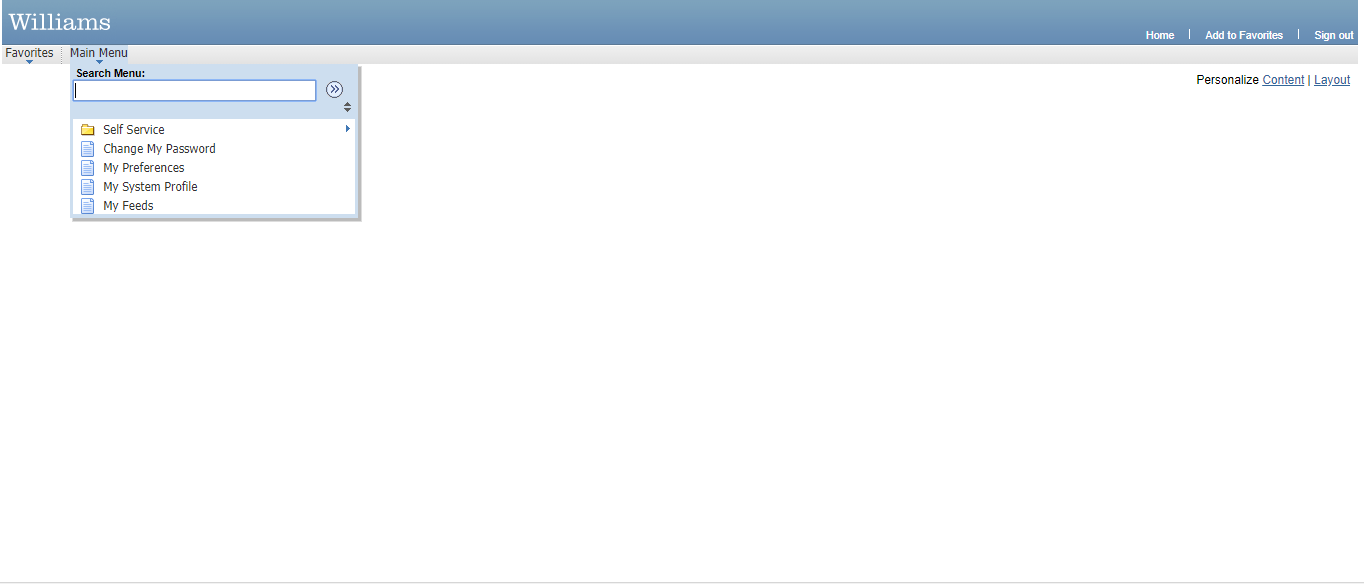 Williams
Home | Add to Favorites | Sign out
Favorites Main Menu
Search Menu:
Personalize Content | Layout
Self Service
Change My Password
My Preferences
My System Profile
My Feeds